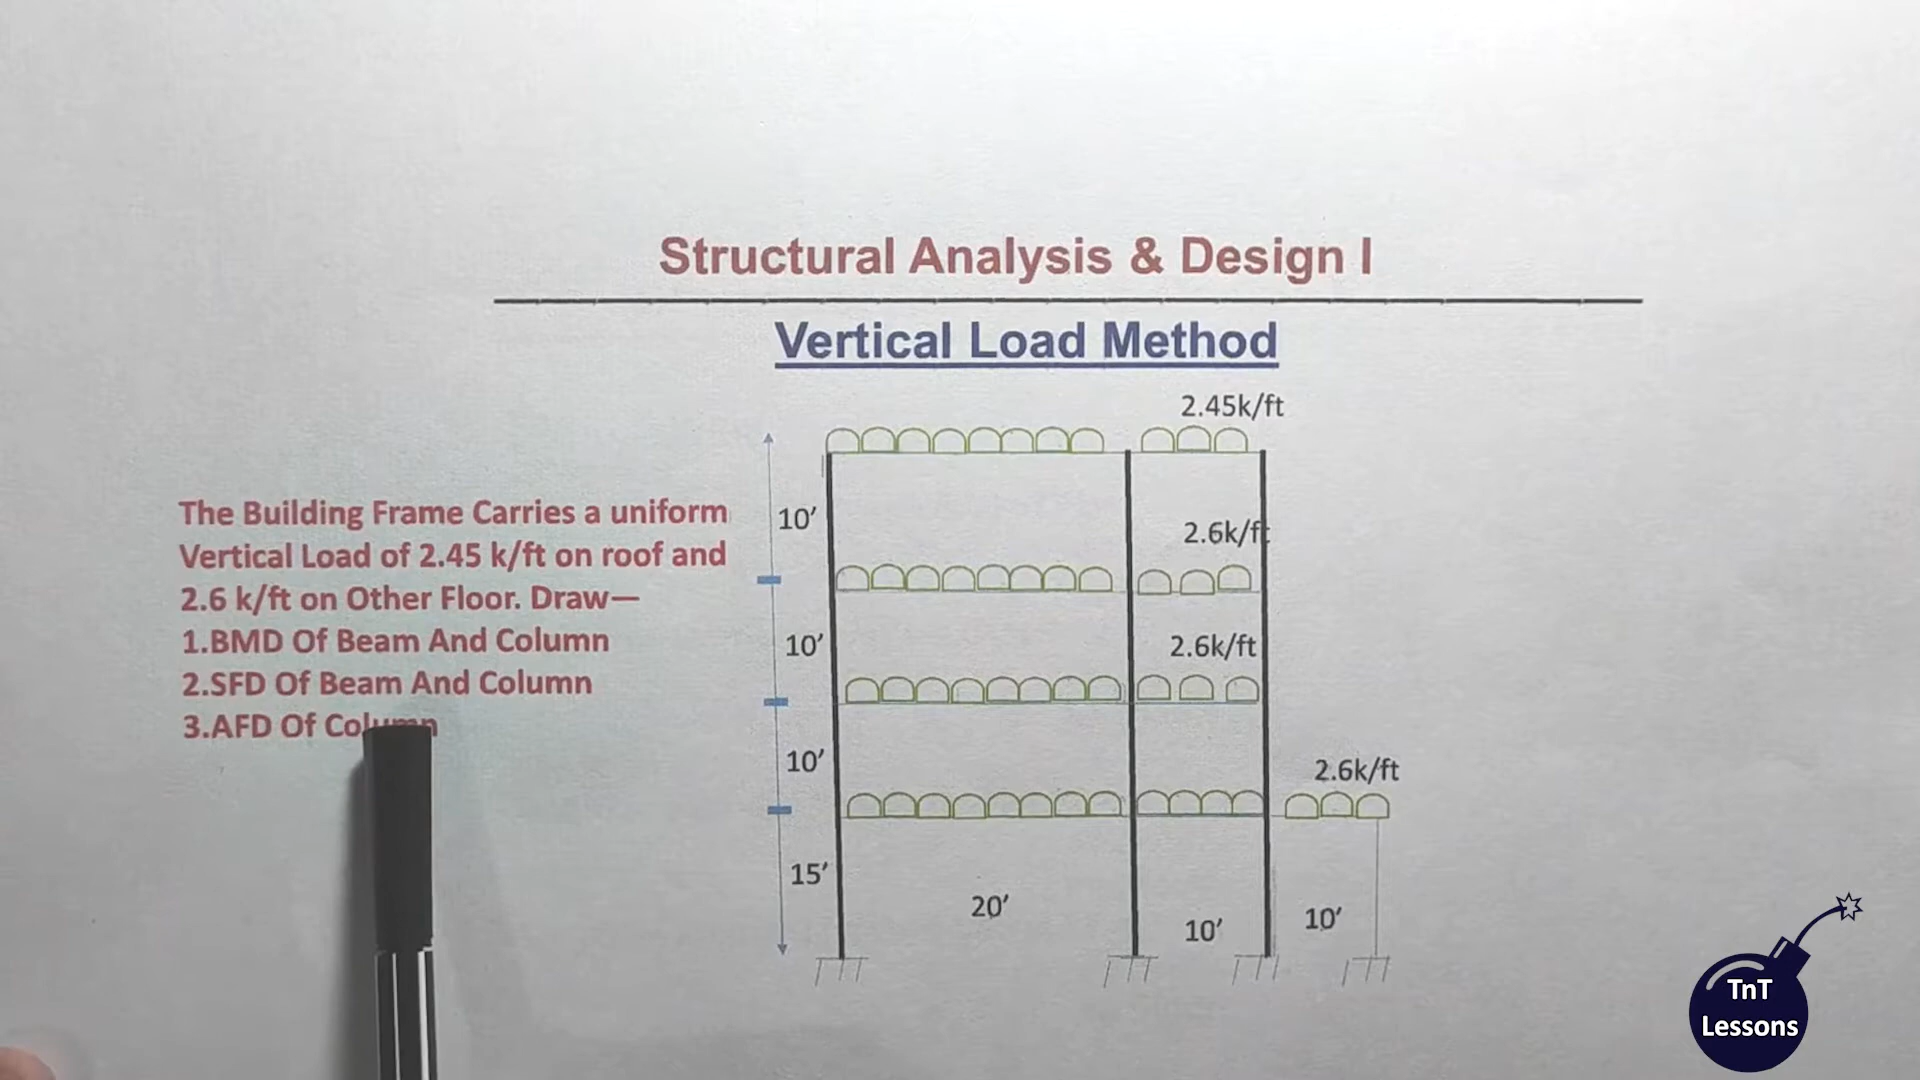 Structural Analysis & Design I
Vertical Load Method
2.45k/ft
The Building Frame Carries a uniform
Vertical Load of 2.45 k/ft on roof and
2.6 k/ft on Other Floor. Draw—
1.BMD Of Beam And Column
2.SFD Of Beam And Column
3.AFD Of Column
10’
2.6k/ft
10’
2.6k/ft
10’
2.6k/ft
15’
20’
10’
10’
TnT
Lessons